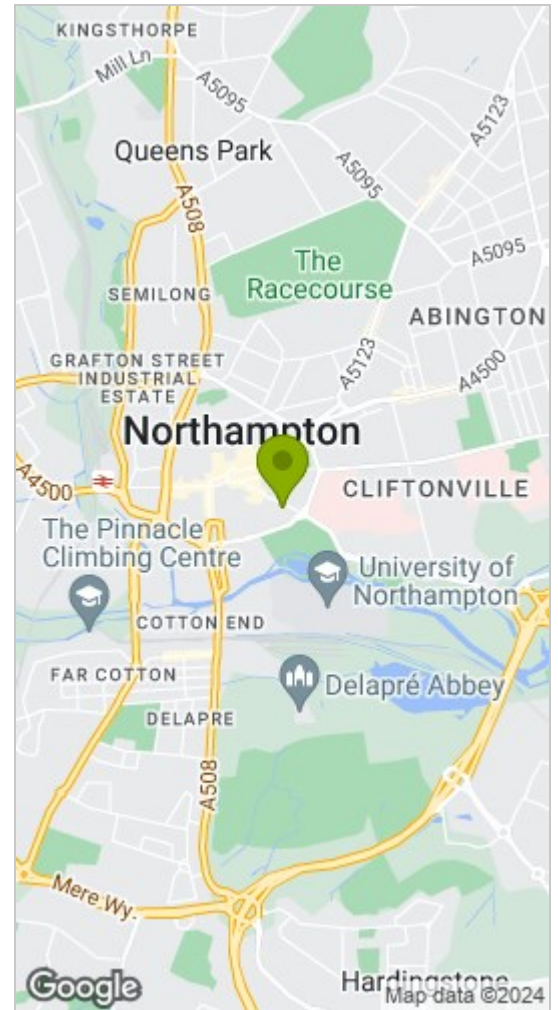 KINGSTHORPE
Mill Ln
A5095
A5123
Queens Park
A508
A5095
The
Racecourse
A5095
SEMILONG
ABINGTON
GRAFTON STREET
INDUSTRIAL
ESTATE
A5123
A4500
Northampton
A4500
CLIFTONVILLE
The Pinnacle
Climbing Centre
University of
Northampton
COTTON END
FAR COTTON
Delapré Abbey
DELAPRE
A508
Mere Wy.
Hardingstone
Google
Map data ©2024